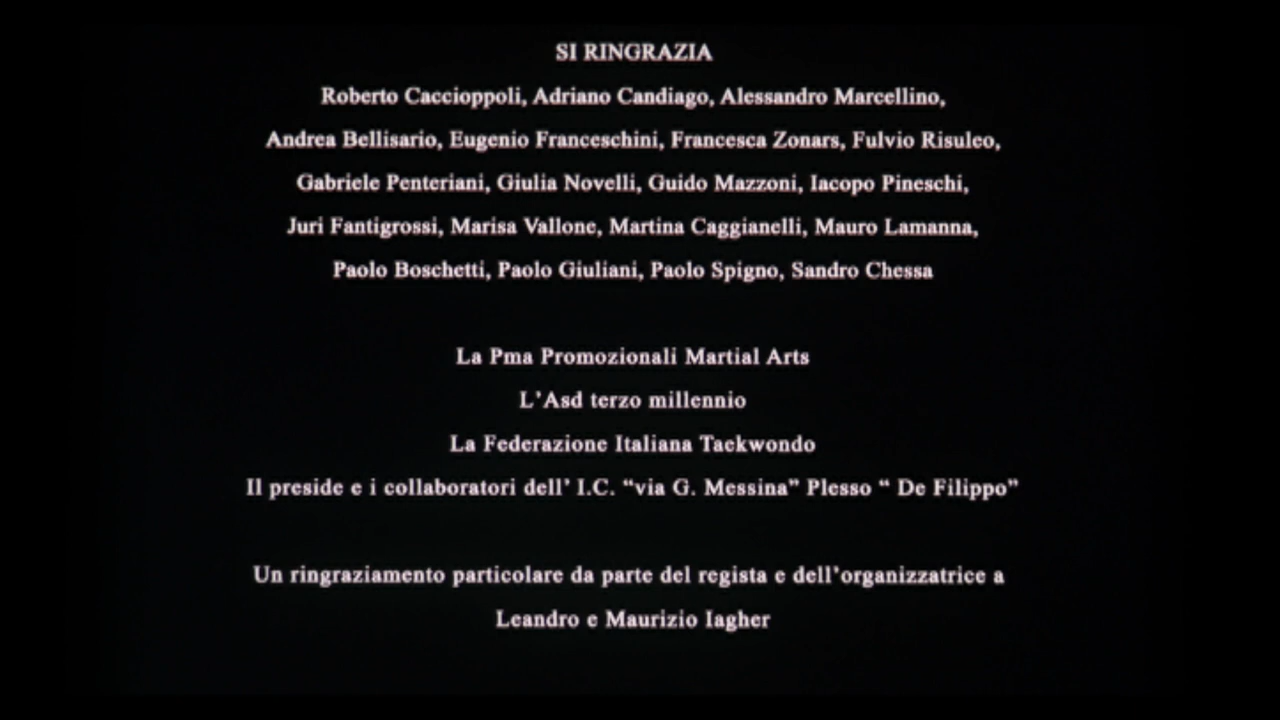 SI RINGRAZIA
Roberto Caccioppoli, Adriano Candiago, Alessandro Marcellino,
Andrea Bellisario, Eugenio Franceschini, Francesca Zonars, Fulvio Risuleo,
Gabriele Penteriani, Giulia Novelli, Guido Mazzoni, Iacopo Pineschi,
Juri Fantigrossi, Marisa Vallone, Martina Caggianelli, Mauro Lamanna,
Paolo Boschetti, Paolo Giuliani, Paolo Spigno, Sandro Chessa
La Pma Promozionali Martial Arts
L'Asd terzo millennio
La Federazione Italiana Taekwondo
Il preside e i collaboratori dell' I.C. “via G. Messina” Plesso “ De Filippo”
Un ringraziamento particolare da parte del regista e dell'organizzatrice a
Leandro e Maurizio Iagher